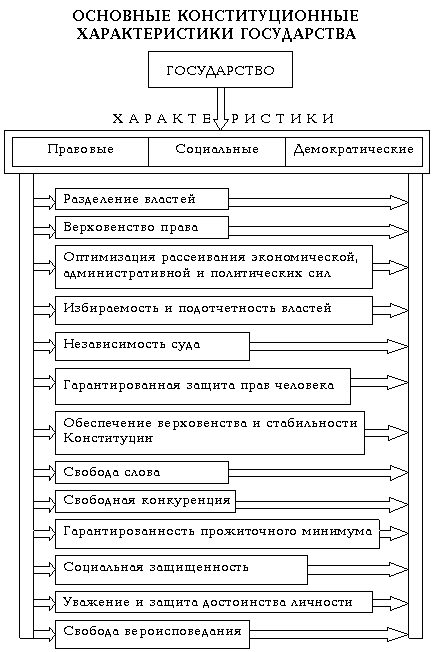 ОСНОВНЫЕ КОНСТИТУЦИОННЫЕ
ХАРАКТЕРИСТИКИ ГОСУДАРСТВА
ГОСУДАРСТВО
ХАРАКТЕРИСТИКИ
Правовые
Социальные
Демократические
Разделение властей
Верховенство права
Оптимизация рассеивания экономической,
административной и политических сил
Избираемость и подотчетность властей
Независимость суда
Гарантированная защита прав человека
Обеспечение верховенства и стабильности
Конституции
Свобода слова
Свободная конкуренция
Гарантированность прожиточного минимума
Социальная защищенность
Уважение и защита достоинства личности
Свобода вероисповедания